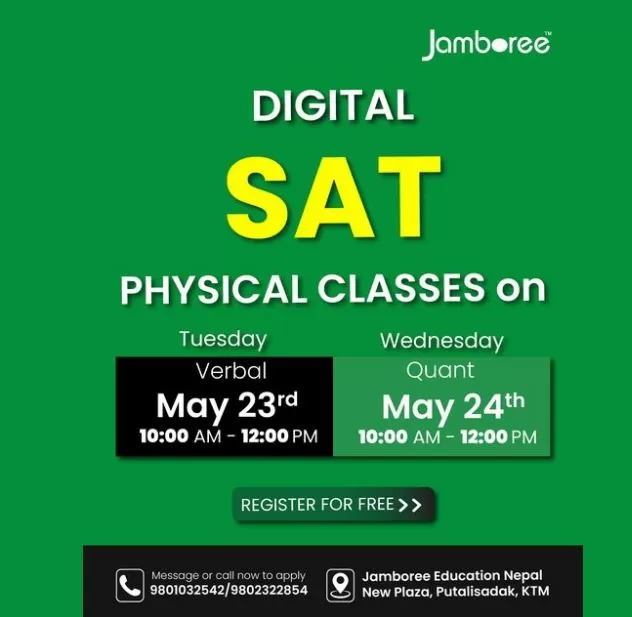 Jamboree™
DIGITAL
SAT
PHYSICAL CLASSES on
Tuesday
Verbal
May 23rd
10:00 AM - 12:00 PM
Wednesday
Quant
May 24th
10:00 AM - 12:00 PM
REGISTER FOR FREE >>
Message or call now to apply
9801032542/9802322854
Jamboree Education Nepal
New Plaza, Putalisadak, KTM